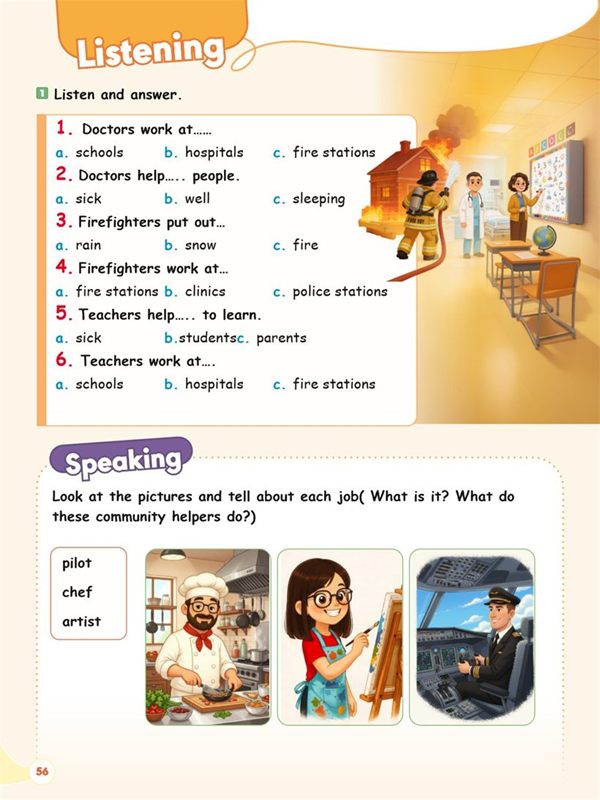 Listening
1 Listen and answer.
1. Doctors work at......
a. schools b. hospitals c. fire stations
2. Doctors help..... people.
a. sick b. well c. sleeping
3. Firefighters put out...
a. rain b. snow c. fire
4. Firefighters work at...
a. fire stations b. clinics c. police stations
5. Teachers help..... to learn.
a. sick b.students c. parents
6. Teachers work at....
a. schools b. hospitals c. fire stations
Speaking
Look at the pictures and tell about each job( What is it? What do
these community helpers do?)
pilot
chef
artist
56